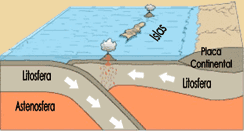 Islas
Placa
Continental
Litosfera
Litosfera
Astenosfera